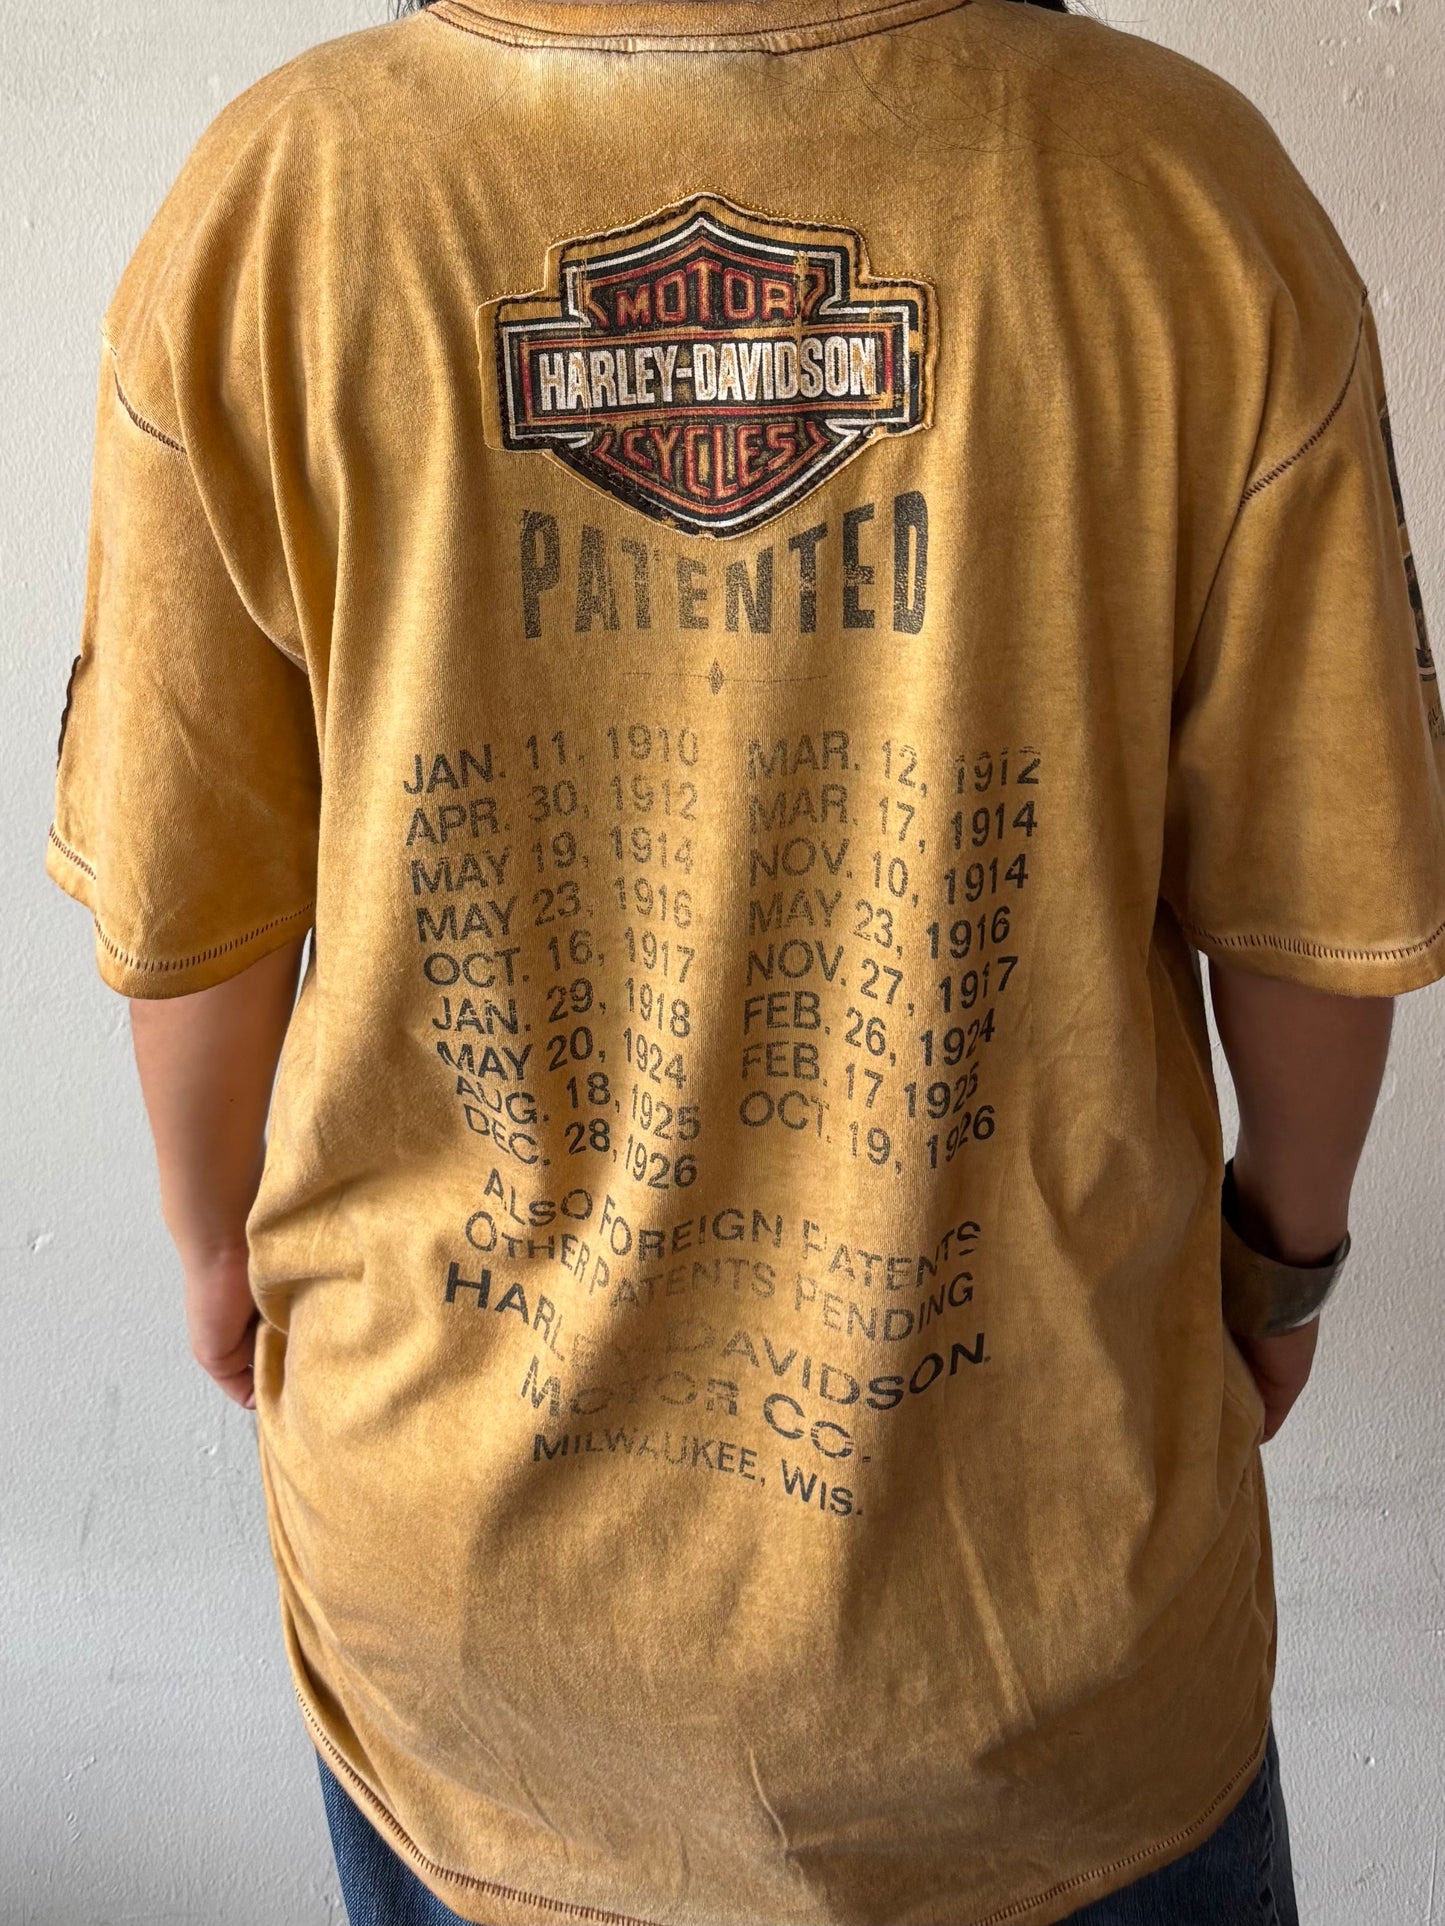 MOTOR
HARLEY-DAVIDSON
CYCLES
PATENTED
JAN. 11, 1910 MAR. 12, 1912
APR. 30, 1912 MAR. 17, 1914
MAY 19, 1914 NOV. 10, 1914
MAY 23, 1916 MAY 23, 1916
OCT. 16, 1917 NOV. 27, 1917
JAN. 29, 1918 FEB. 26, 1924
MAY 20, 1924 FEB. 17 1925
AUG. 18, 1925 OCT. 19, 1926
DEC. 28, 1926
ALSO FOREIGN PATENTS
OTHER PATENTS PENDING
HARLEY-DAVIDSON
MOTOR CO.
MILWAUKEE, WIS.